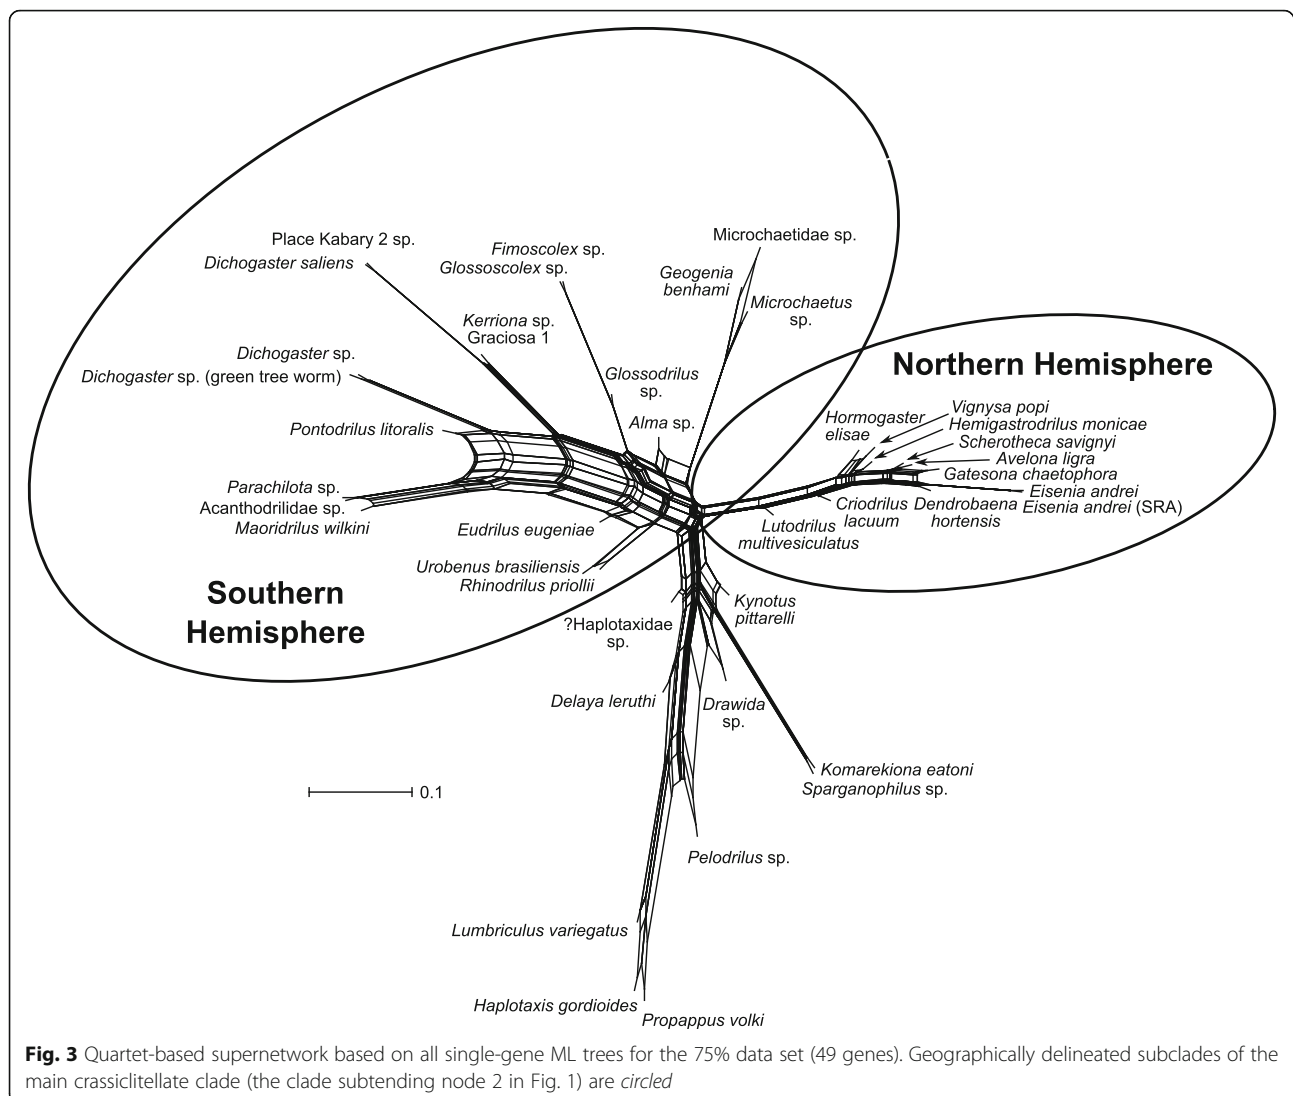 Place Kabary 2 sp.
Dichogaster saliens
Fimoscolex sp.
Glossoscolex sp.
Microchaetidae sp.
Geogenia
benhami
Microchaetus
sp.
Kerriona sp.
Graciosa 1
Dichogaster sp.
Dichogaster sp. (green tree worm)
Glossodrilus
sp.
Alma sp.
Pontodrilus litoralis
Northern Hemisphere
Hormogaster
elisae
Vignysa popi
Hemigastrodrilus monicae
Scherotheca savignyi
Avelona ligra
Gatesona chaetophora
Eisenia andrei
Eisenia andrei (SRA)
Criodrilus
lacuum
Dendrobaena
hortensis
Lutodrilus
multivesiculatus
Parachilota sp.
Acanthodrilidae sp.
Maoridrilus wilkini
Eudrilus eugeniae
Urobenus brasiliensis
Rhinodrilus priollii
Southern
Hemisphere
?Haplotaxidae
sp.
Kynotus
pittarelli
Delaya leruthi
Drawida
sp.
Komarekiona eatoni
Sparganophilus sp.
0.1
Pelodrilus sp.
Lumbriculus variegatus
Haplotaxis gordioides
Propappus volki
Fig. 3 Quartet-based supernetwork based on all single-gene ML trees for the 75% data set (49 genes). Geographically delineated subclades of the
main crassiclitellate clade (the clade subtending node 2 in Fig. 1) are circled